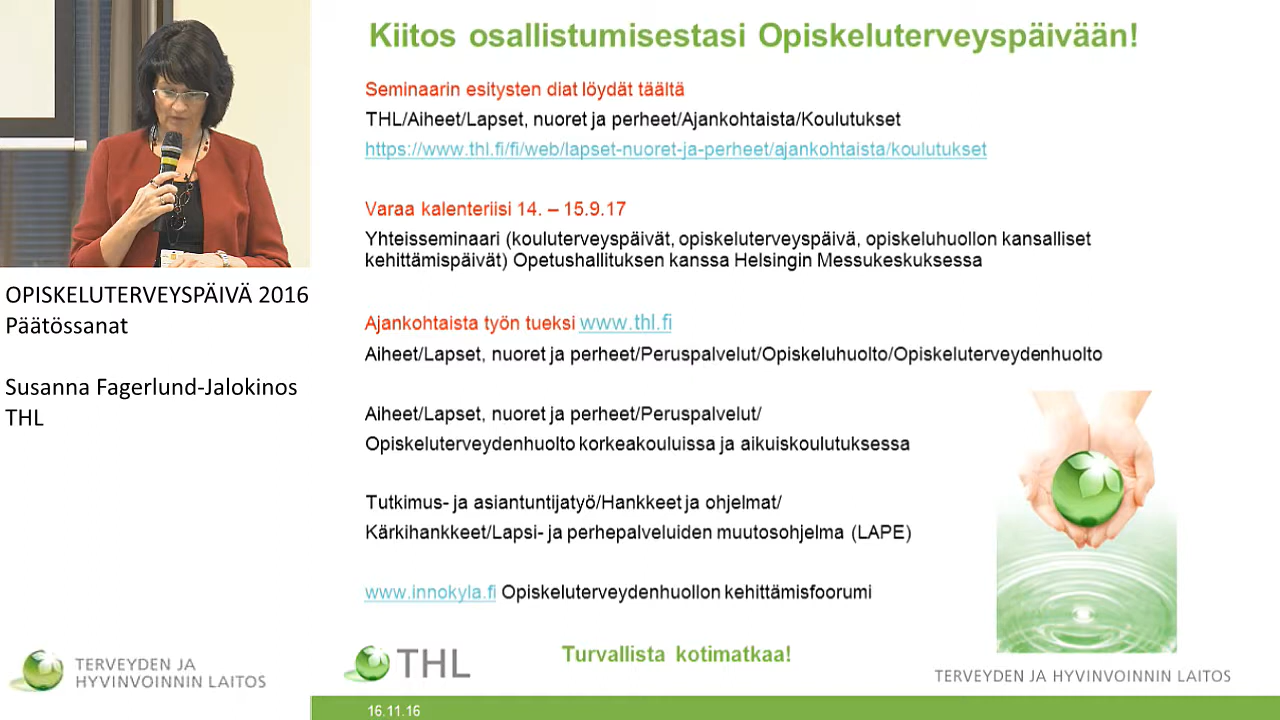 Kiitos osallistumisestasi Opiskeluterveyspäivään!
Seminaarin esitysten diat löydät täältä
THL/Aiheet/Lapset, nuoret ja perheet/Ajankohtaista/Koulutukset
https://www.thl.fi/fi/web/lapset-nuoret-ja-perheet/ajankohtaista/koulutukset
Varaa kalenteriisi 14. – 15.9.17
Yhteisseminaari (kouluterveyspäivät, opiskeluterveyspäivä, opiskeluhuollon kansalliset
kehittämispäivät) Opetushallituksen kanssa Helsingin Messukeskuksessa
Ajankohtaista työn tueksi www.thl.fi
Aiheet/Lapset, nuoret ja perheet/Peruspalvelut/Opiskeluhuolto/Opiskeluterveydenhuolto
Aiheet/Lapset, nuoret ja perheet/Peruspalvelut/
Opiskeluterveydenhuolto korkeakouluissa ja aikuiskoulutuksessa
Tutkimus- ja asiantuntijatyö/Hankkeet ja ohjelmat/
Kärkihankkeet/Lapsi- ja perhepalveluiden muutosohjelma (LAPE)
www.innokyla.fi Opiskeluterveydenhuollon kehittämisfoorumi
Turvallista kotimatkaa!
THL
TERVEYDEN JA HYVINVOINNIN LAITOS
16.11.16
OPISKELUTERVEYSPÄIVÄ 2016
Päätössanat
Susanna Fagerlund-Jalokinos
THL
TERVEYDEN JA
HYVINVOINNIN LAITOS